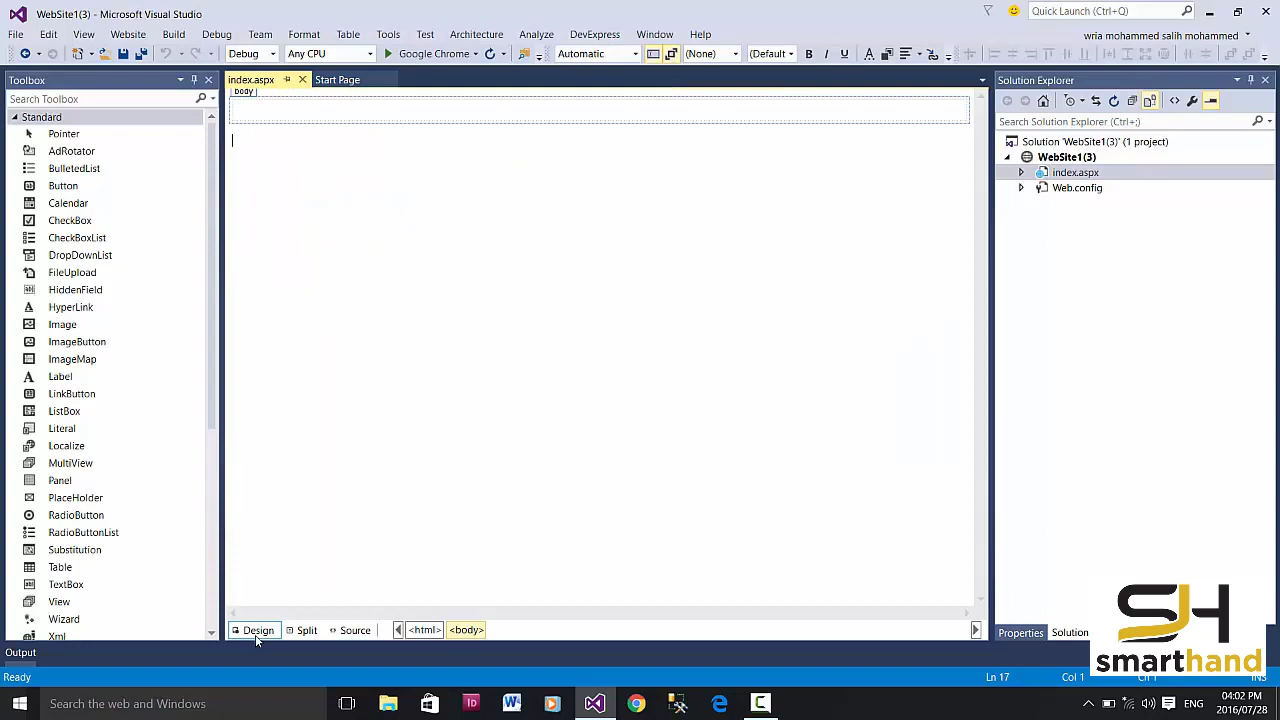 WebSite1(3) - Microsoft Visual Studio
Quick Launch (Ctrl+Q)
File Edit View Website Build Debug Team Format Table Tools Test Architecture Analyze DevExpress Window Help
wria mohammed salih mohammed
Debug Any CPU Google Chrome Automatic (None) (Default B I U A
Toolbox
index.aspx Start Page
Solution Explorer
Search Toolbox
body
Search Solution Explorer (Ctrl+;)
Standard
Pointer
AdRotator
BulletedList
Button
Calendar
CheckBox
CheckBoxList
DropDownList
FileUpload
HiddenField
HyperLink
Image
ImageButton
ImageMap
Label
LinkButton
ListBox
Literal
Localize
MultiView
Panel
PlaceHolder
RadioButton
RadioButtonList
Substitution
Table
TextBox
View
Wizard
Xml
Solution 'WebSite1(3)' (1 project)
WebSite1(3)
index.aspx
Web.config
Design Split Source <html> <body>
Properties Solution
SH
smarthand
Output
Ready
Ln 17 Col 1 Ch 1 INS
Search the web and Windows
ENG
04:02 PM
2016/07/28